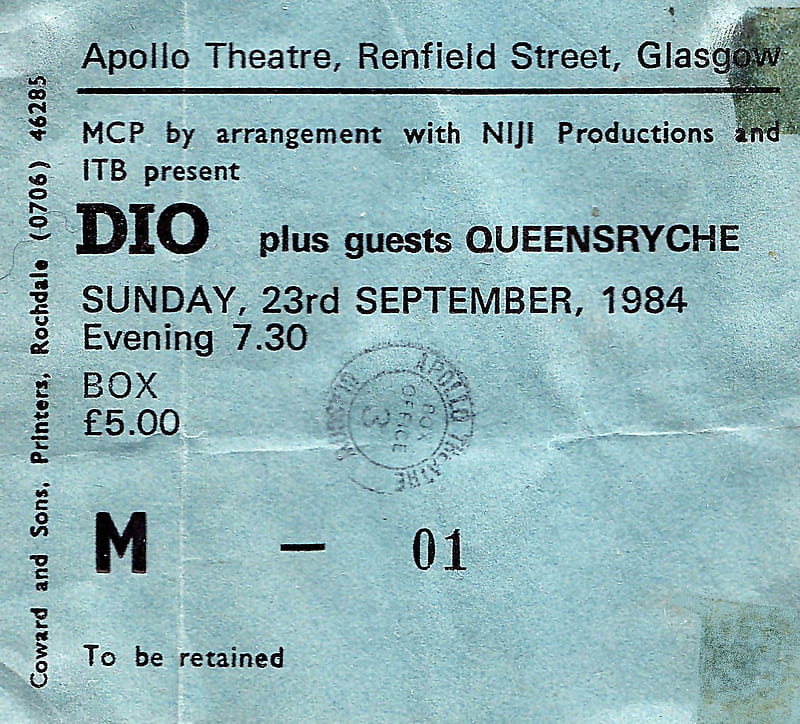 Apollo Theatre, Renfield Street, Glasgow
MCP by arrangement with NIJI Productions and
ITB present
DIO plus guests QUEENSRYCHE
SUNDAY, 23rd SEPTEMBER, 1984
Evening 7.30
BOX
£5.00
M – 01
To be retained
Coward and Sons, Printers, Rochdale (0706) 46285
GLASGOW APOLLO THEATRE
BOX
OFFICE
3